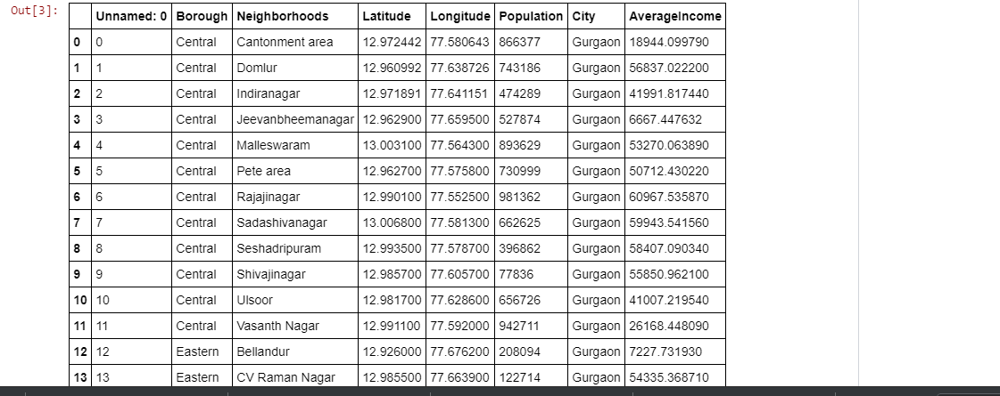 Out[3]:
Unnamed: 0 Borough Neighborhoods Latitude Longitude Population City AverageIncome
0 0 Central Cantonment area 12.972442 77.580643 866377 Gurgaon 18944.099790
1 1 Central Domlur 12.960992 77.638726 743186 Gurgaon 56837.022200
2 2 Central Indiranagar 12.971891 77.641151 474289 Gurgaon 41991.817440
3 3 Central Jeevanbheemanagar 12.962900 77.659500 527874 Gurgaon 6667.447632
4 4 Central Malleswaram 13.003100 77.564300 893629 Gurgaon 53270.063890
5 5 Central Pete area 12.962700 77.575800 730999 Gurgaon 50712.430220
6 6 Central Rajajinagar 12.990100 77.552500 981362 Gurgaon 60967.535870
7 7 Central Sadashivanagar 13.006800 77.581300 662625 Gurgaon 59943.541560
8 8 Central Seshadripuram 12.993500 77.578700 396862 Gurgaon 58407.090340
9 9 Central Shivajinagar 12.985700 77.605700 77836 Gurgaon 55850.962100
10 10 Central Ulsoor 12.981700 77.628600 656726 Gurgaon 41007.219540
11 11 Central Vasanth Nagar 12.991100 77.592000 942711 Gurgaon 26168.448090
12 12 Eastern Bellandur 12.926000 77.676200 208094 Gurgaon 7227.731930
13 13 Eastern CV Raman Nagar 12.985500 77.663900 122714 Gurgaon 54335.368710